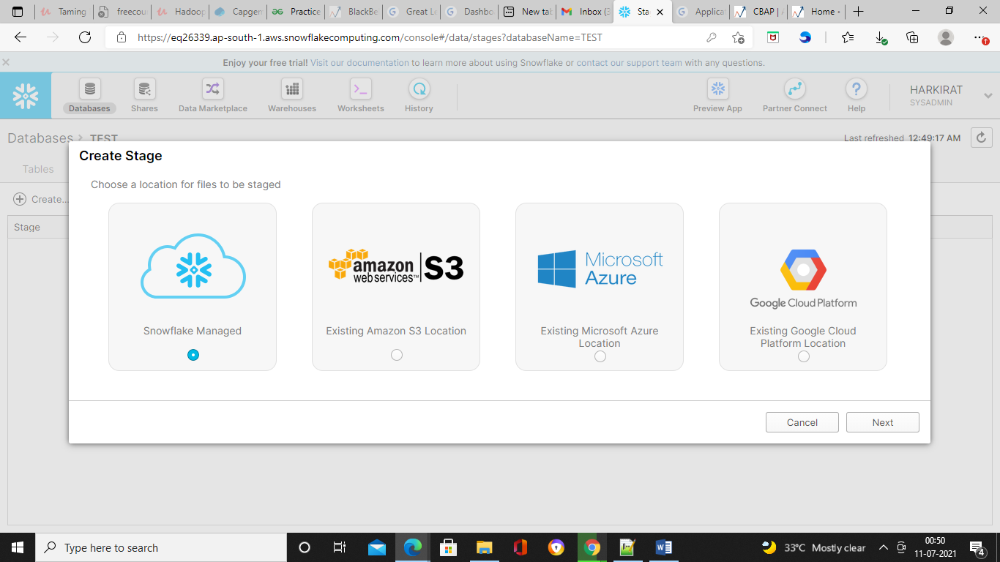 Taming
freecou
Hadoop
Capgen
Practice
BlackBe
Great Le
Dashbo
New tab
Inbox (3
Sta
Applicat
CBAP | A
Home -
https://eq26339.ap-south-1.aws.snowflakecomputing.com/console#/data/stages?databaseName=TEST
Enjoy your free trial! Visit our documentation to learn more about using Snowflake or contact our support team with any questions.
Databases
Shares
Data Marketplace
Warehouses
Worksheets
History
Preview App
Partner Connect
Help
HARKIRAT
SYSADMIN
Databases > TEST
Last refreshed 12:49:17 AM
Tables
Create...
Stage
Create Stage
Choose a location for files to be staged
Snowflake Managed
amazon
web services™
S3
Existing Amazon S3 Location
Microsoft
Azure
Existing Microsoft Azure
Location
Google Cloud Platform
Existing Google Cloud
Platform Location
Cancel
Next
Type here to search
33°C Mostly clear
00:50
11-07-2021
4